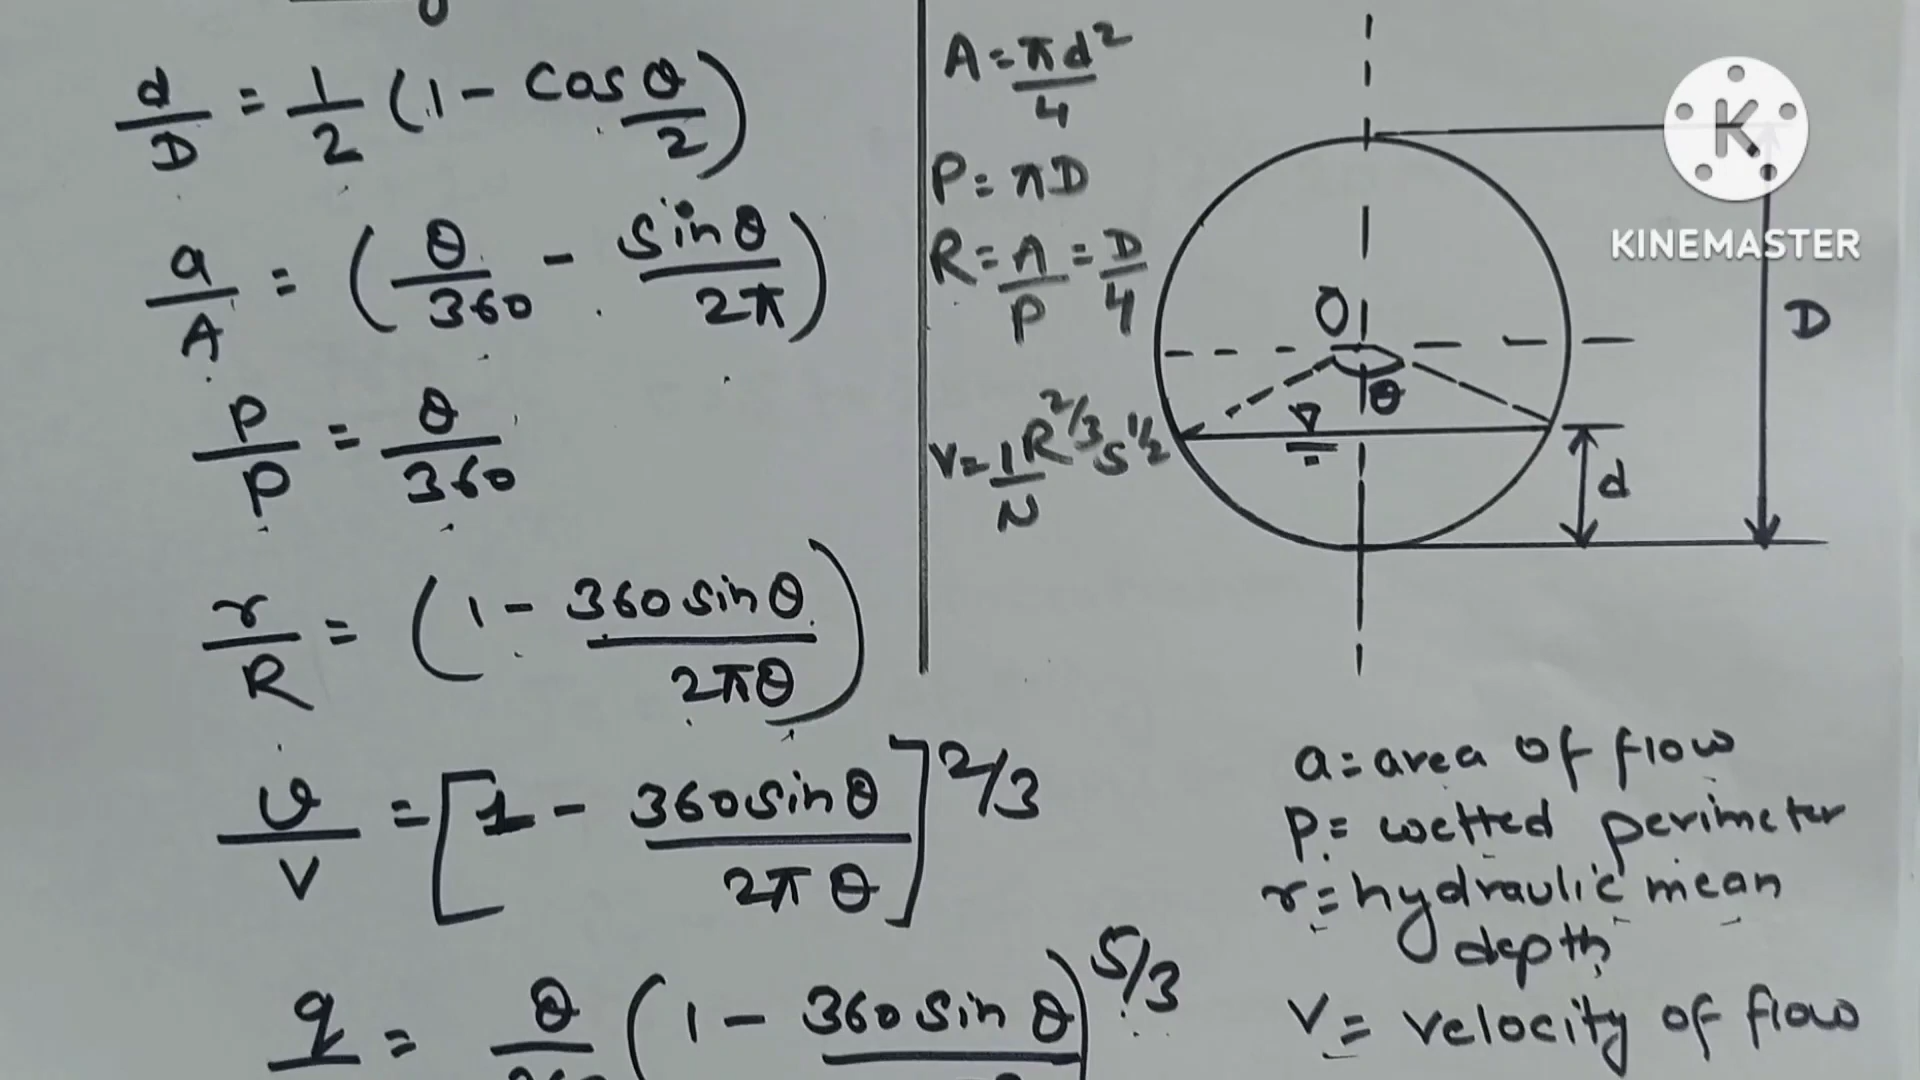 d/D = 1/2 (1 - cos θ/2)
a/A = (θ/360 - sin θ/2π)
p/P = θ/360
r/R = (1 - 360 sin θ/2πθ)
v/V = [1 - 360 sin θ/2πθ]^2/3
q = θ (1 - 360 sin θ)^5/3
A = πd²/4
P = πD
R = A/P = D/4
V = 1/N R^2/3 S^1/2
O
θ
d
D
K
KINEMASTER
a = area of flow
P = wetted perimeter
r = hydraulic mean
depth
V = velocity of flow